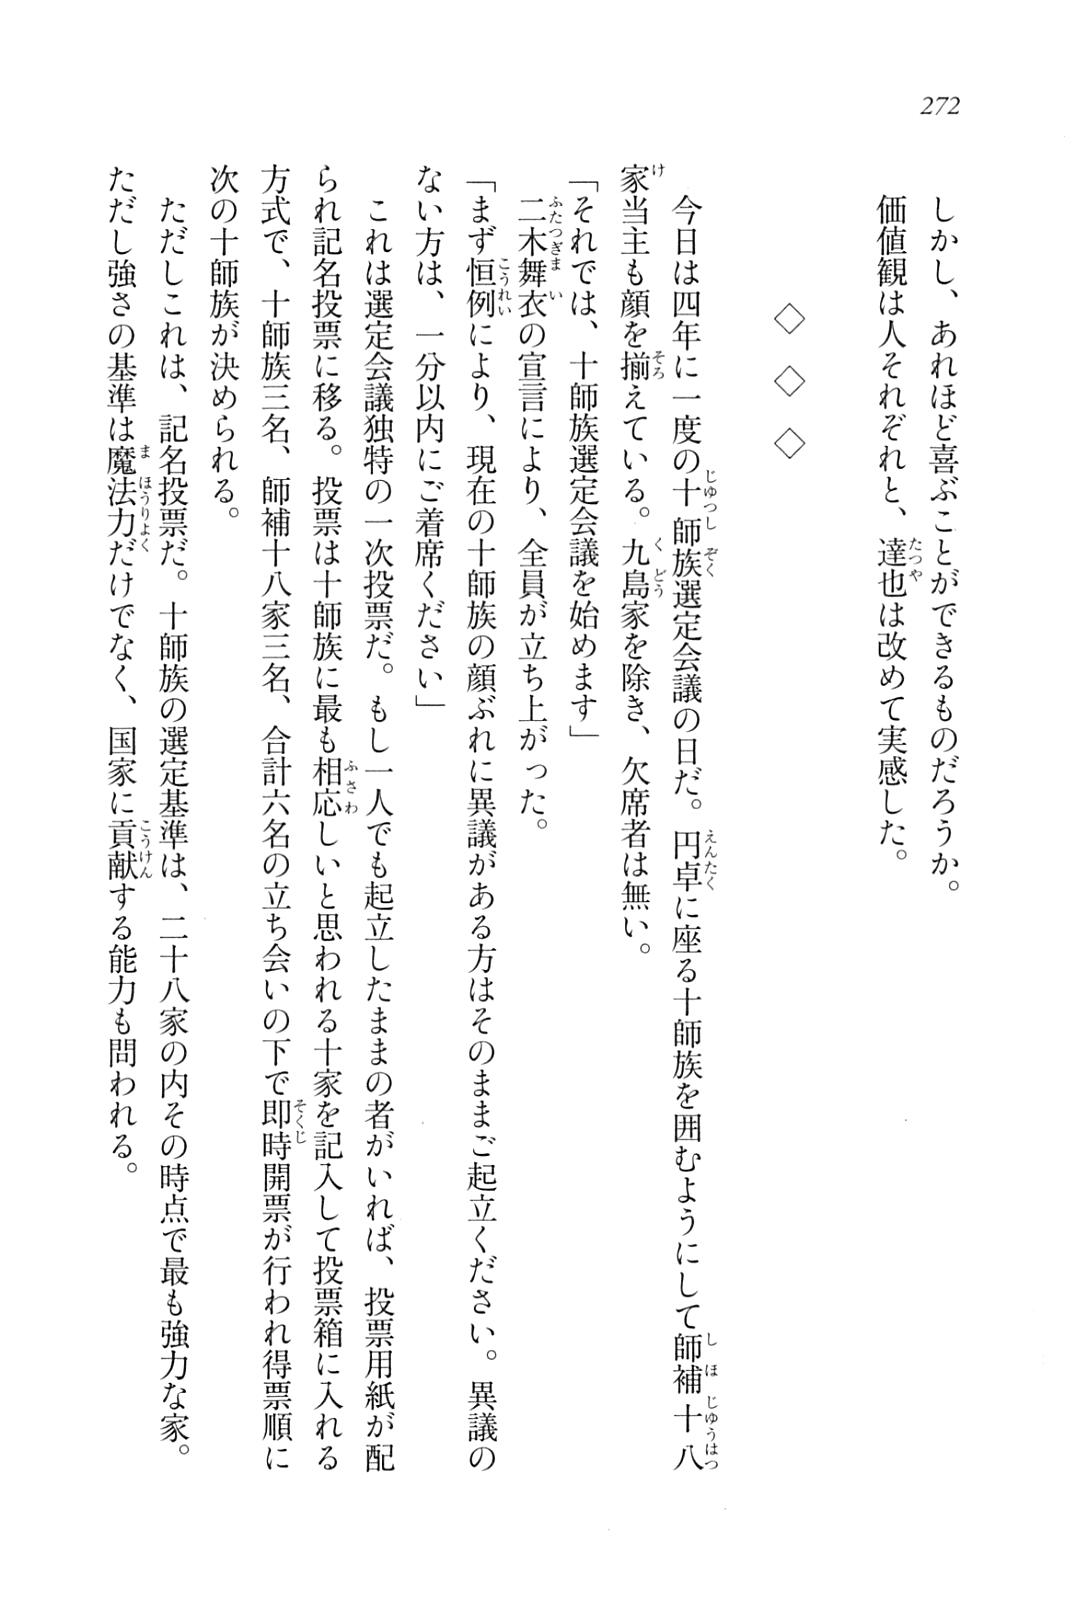 272
しかし、あれほど喜ぶことができるものだろうか。
価値観は人それぞれと、達也は改めて実感した。
◇ ◇ ◇
今日は四年に一度の十師族選定会議の日だ。円卓に座る十師族を囲むようにして師補十八
家当主も顔を揃えている。九島家を除き、欠席者は無い。
「それでは、十師族選定会議を始めます」
二木舞衣の宣言により、全員が立ち上がった。
「まず恒例により、現在の十師族の顔ぶれに異議がある方はそのままご起立ください。異議の
ない方は、一分以内にご着席ください」
これは選定会議独特の一次投票だ。もし一人でも起立したままの者がいれば、投票用紙が配
られ記名投票に移る。投票は十師族に最も相応しいと思われる十家を記入して投票箱に入れる
方式で、十師族三名、師補十八家三名、合計六名の立ち会いの下で即時開票が行われ得票順に
次の十師族が決められる。
ただしこれは、記名投票だ。十師族の選定基準は、二十八家の内その時点で最も強力な家。
ただし強さの基準は魔法力だけでなく、国家に貢献する能力も問われる。